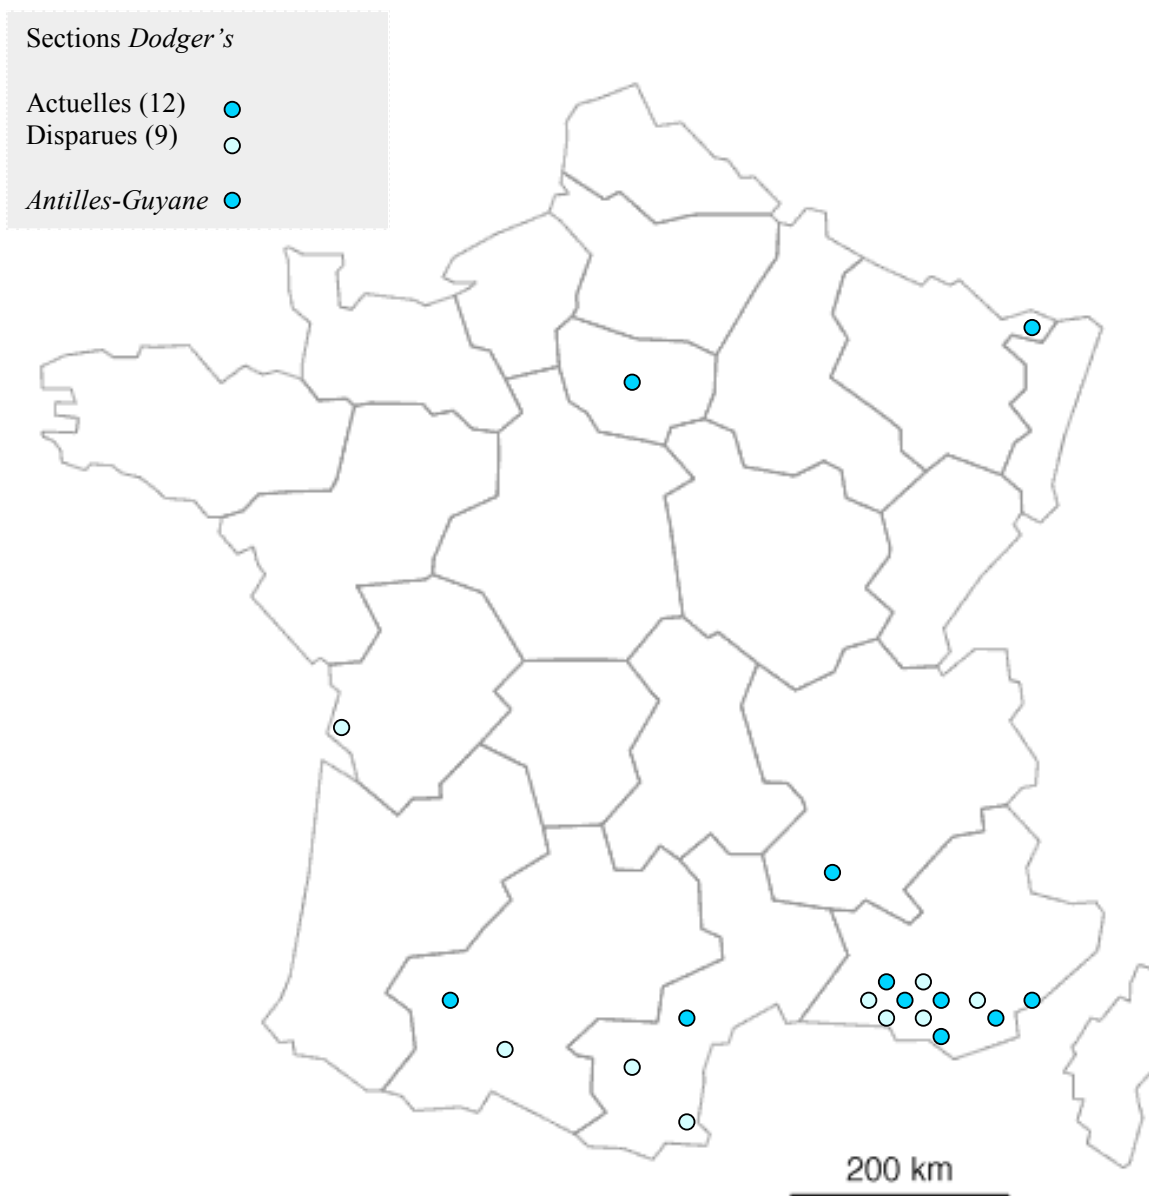 Sections Dodger’s
Actuelles (12)
Disparues (9)
Antilles-Guyane
200 km